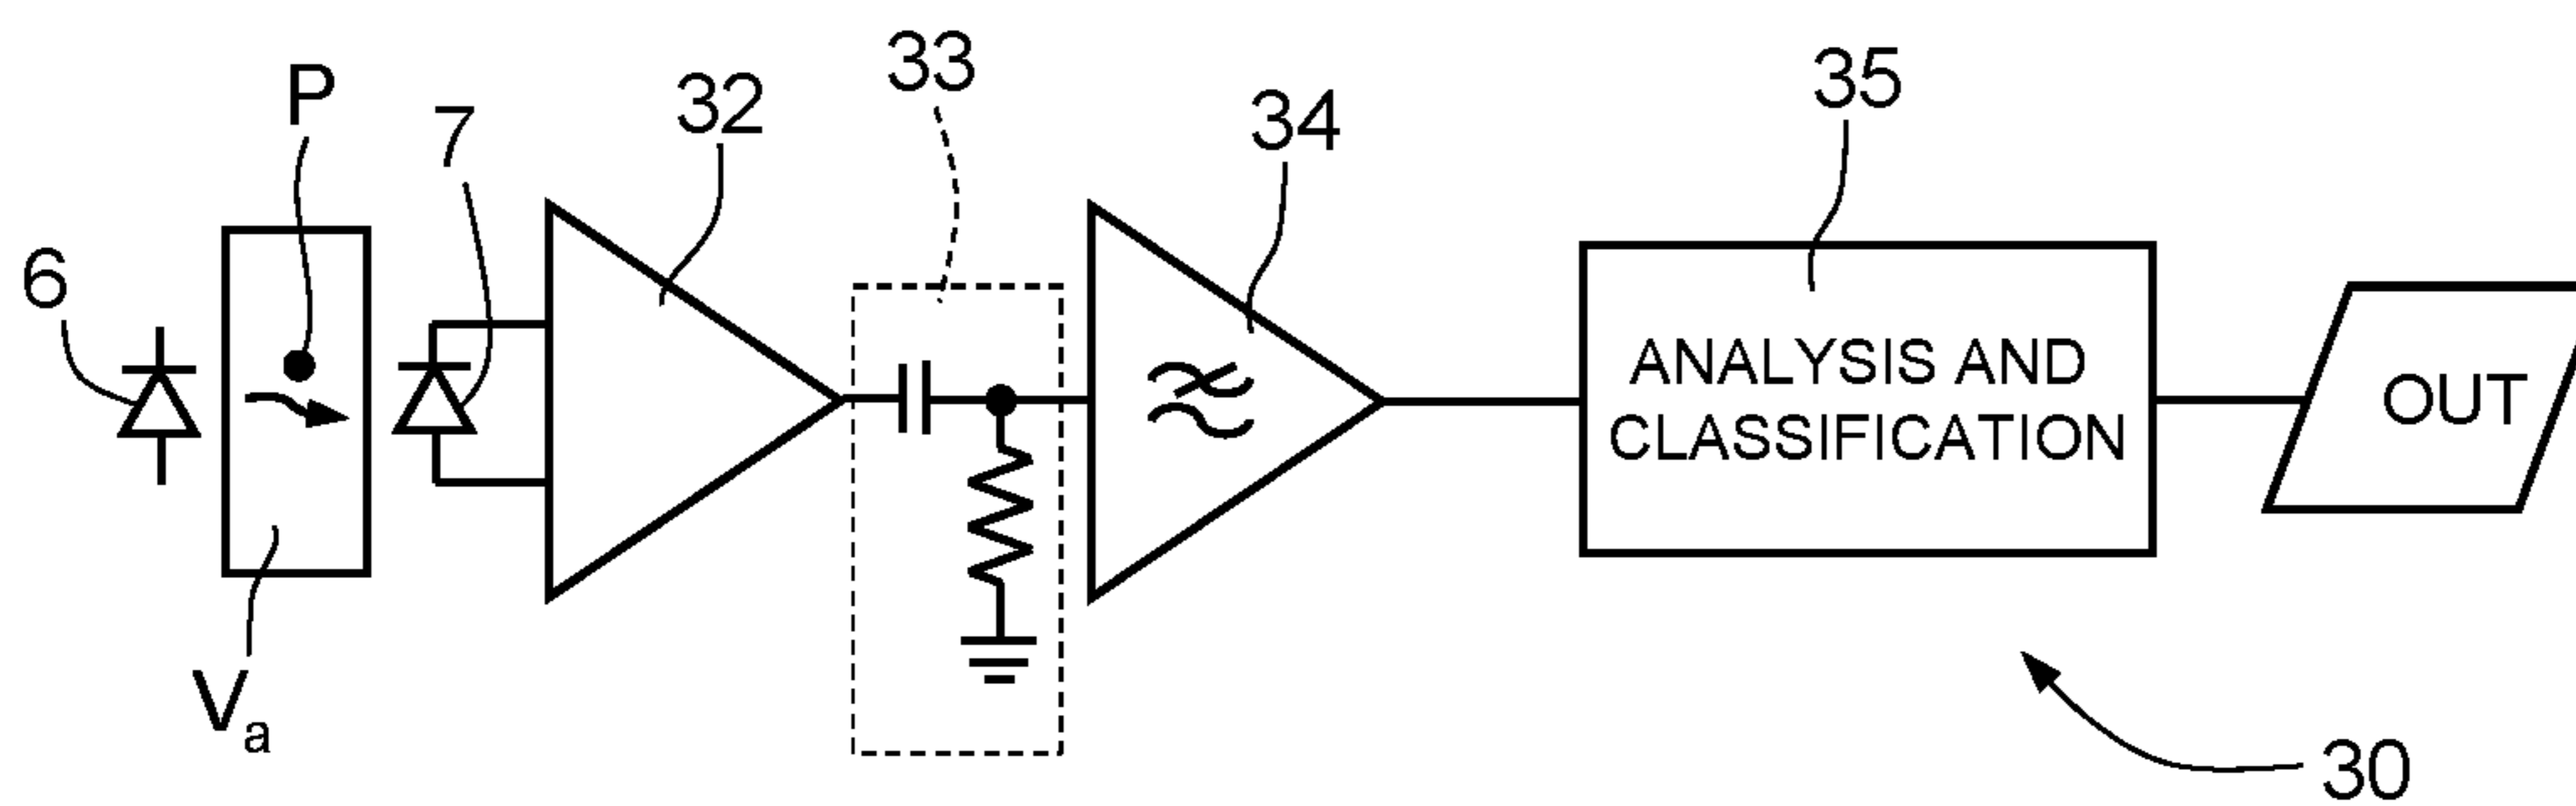 33
35
P
32
34
7
6
ANALYSIS AND
CLASSIFICATION
OUT
Va
30